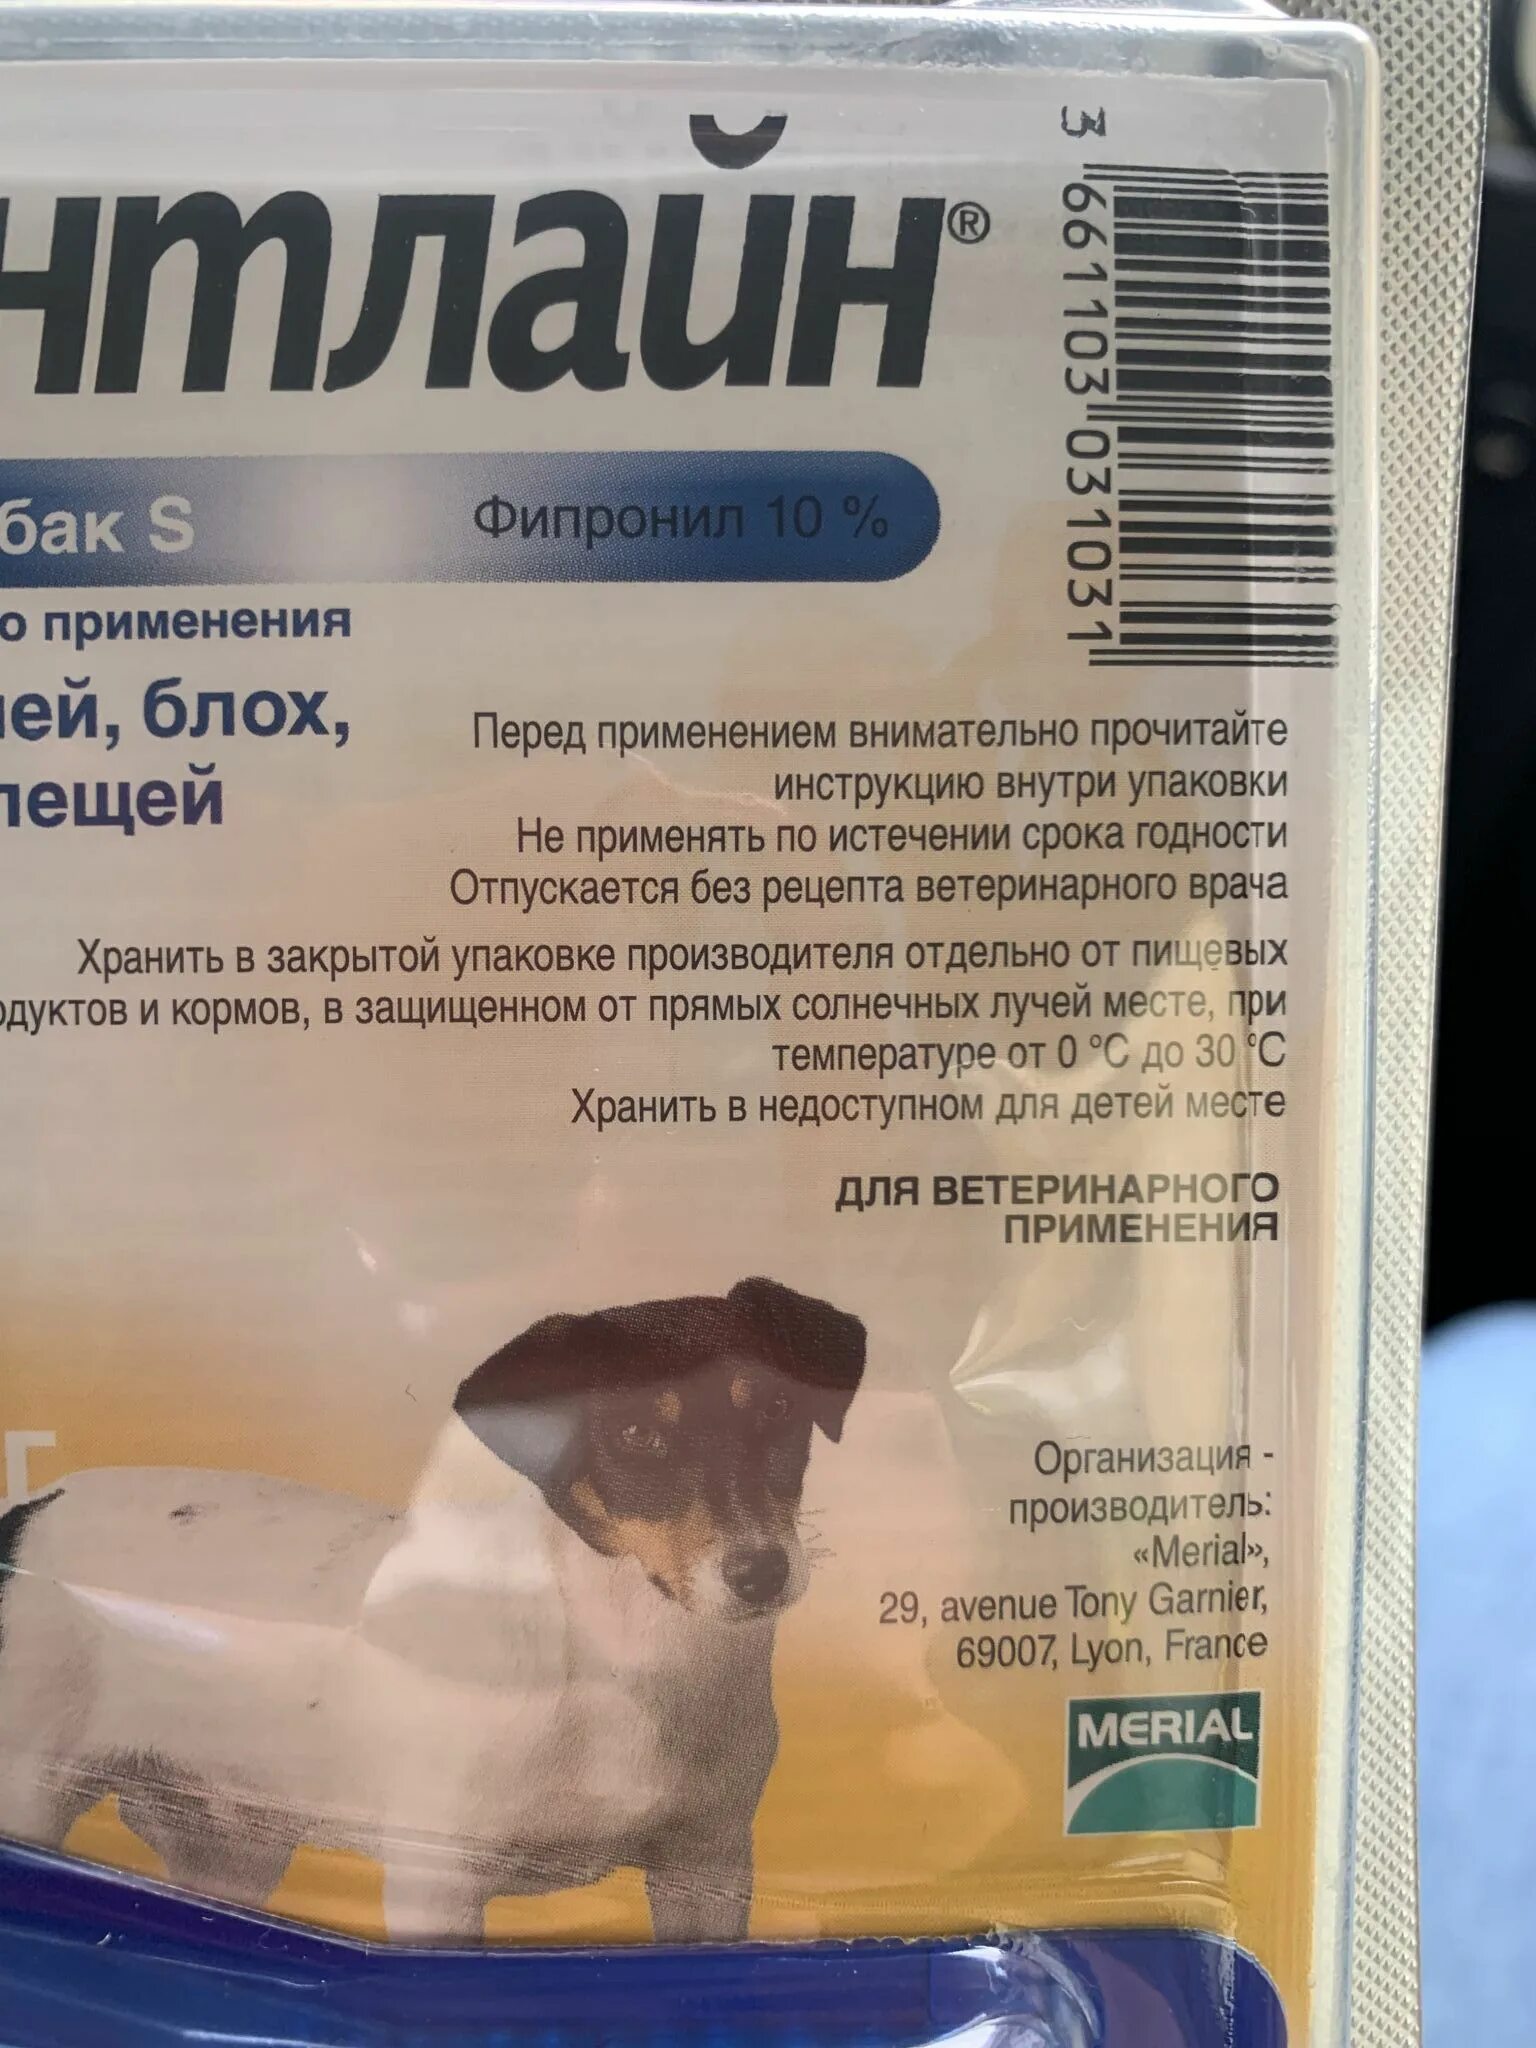 нтлайн®
3 661103 031031
бак S
Фипронил 10 %
о применения
ей, блох,
лещей
Перед применением внимательно прочитайте
инструкцию внутри упаковки
Не применять по истечении срока годности
Отпускается без рецепта ветеринарного врача
Хранить в закрытой упаковке производителя отдельно от пищевых
одуктов и кормов, в защищенном от прямых солнечных лучей месте, при
температуре от 0 °C до 30 °C
Хранить в недоступном для детей месте
ДЛЯ ВЕТЕРИНАРНОГО
ПРИМЕНЕНИЯ
г
Организация -
производитель:
«Merial»,
29, avenue Tony Garnier,
69007, Lyon, France
MERIAL